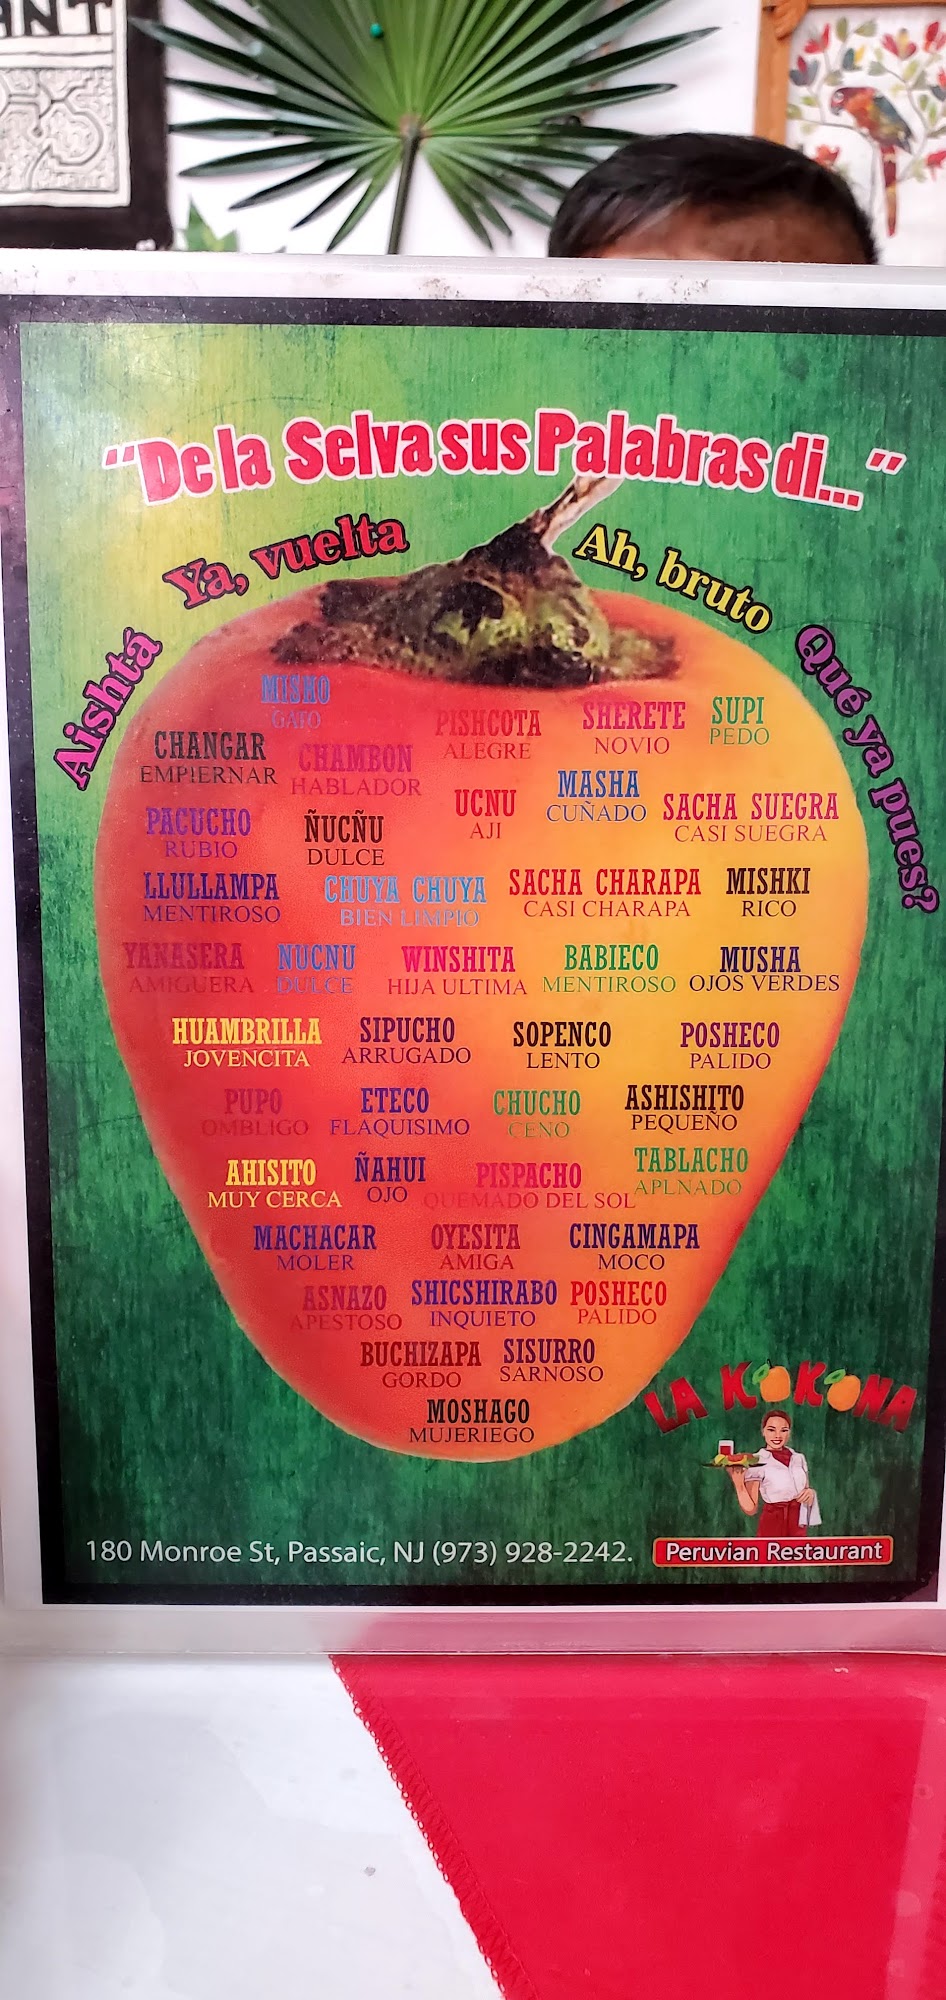 ANT
"De la Selva sus Palabras di..."
Aishtá
Ya, vuelta
Ah, bruto
Qué ya pues?
MISHO
GATO
PISHCOTA
ALEGRE
SHERETE
NOVIO
SUPI
PEDO
CHANGAR
EMPIERNAR
CHAMBON
HABLADOR
UCNU
AJI
MASHA
CUÑADO
SACHA SUEGRA
CASI SUEGRA
PACUCHO
RUBIO
ÑUCÑU
DULCE
LLULLAMPA
MENTIROSO
CHUYA CHUYA
BIEN LIMPIO
SACHA CHARAPA
CASI CHARAPA
MISHKI
RICO
YANASERA
AMIGUERA
NUCNU
DULCE
WINSHITA
HIJA ULTIMA
BABIECO
MENTIROSO
MUSHA
OJOS VERDES
HUAMBRILLA
JOVENCITA
SIPUCHO
ARRUGADO
SOPENCO
LENTO
POSHECO
PALIDO
PUPO
OMBLIGO
ETECO
FLAQUISIMO
CHUCHO
CENO
ASHISHITO
PEQUEÑO
AHISITO
MUY CERCA
ÑAHUI
OJO
PISPACHO
QUEMADO DEL SOL
TABLACHO
APLNADO
MACHACAR
MOLER
OYESITA
AMIGA
CINGAMAPA
MOCO
ASNAZO
APESTOSO
SHICSHIRABO
INQUIETO
POSHECO
PALIDO
BUCHIZAPA
GORDO
SISURRO
SARNOSO
MOSHAGO
MUJERIEGO
LA KOKONA
180 Monroe St, Passaic, NJ (973) 928-2242.
Peruvian Restaurant